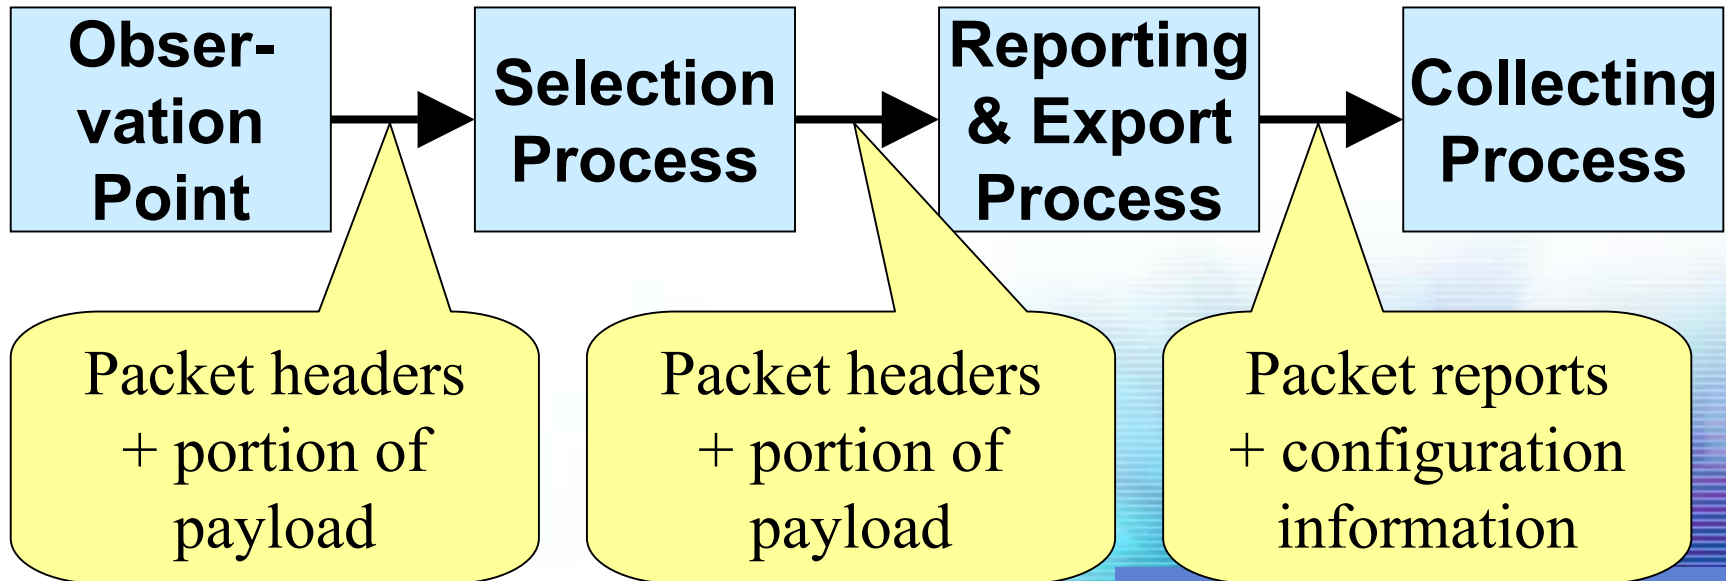 Obser-
vation
Point
Selection
Process
Reporting
& Export
Process
Collecting
Process
Packet headers
+ portion of
payload
Packet headers
+ portion of
payload
Packet reports
+ configuration
information